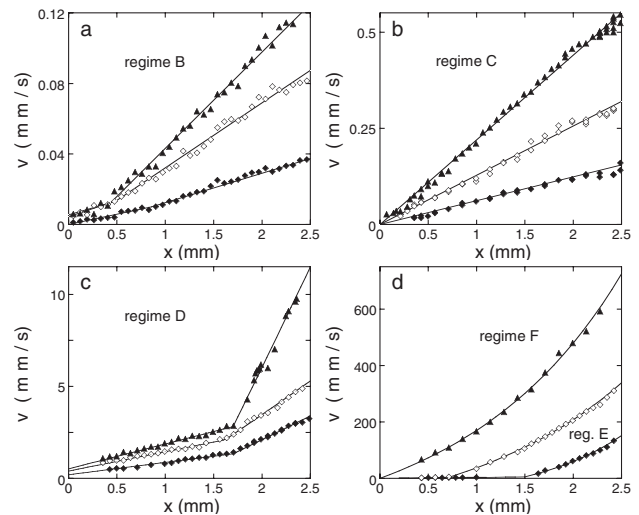 a
regime B
0.12
0.08
0.04
0
v (mm/s)
0 0.5 1 1.5 2 2.5
x (mm)
b
regime C
0.5
0.25
0
v (mm/s)
0 0.5 1 1.5 2 2.5
x (mm)
c
regime D
10
5
0
v (mm/s)
0 0.5 1 1.5 2 2.5
x (mm)
d
regime F
reg. E
600
400
200
0
v (mm/s)
0 0.5 1 1.5 2 2.5
x (mm)